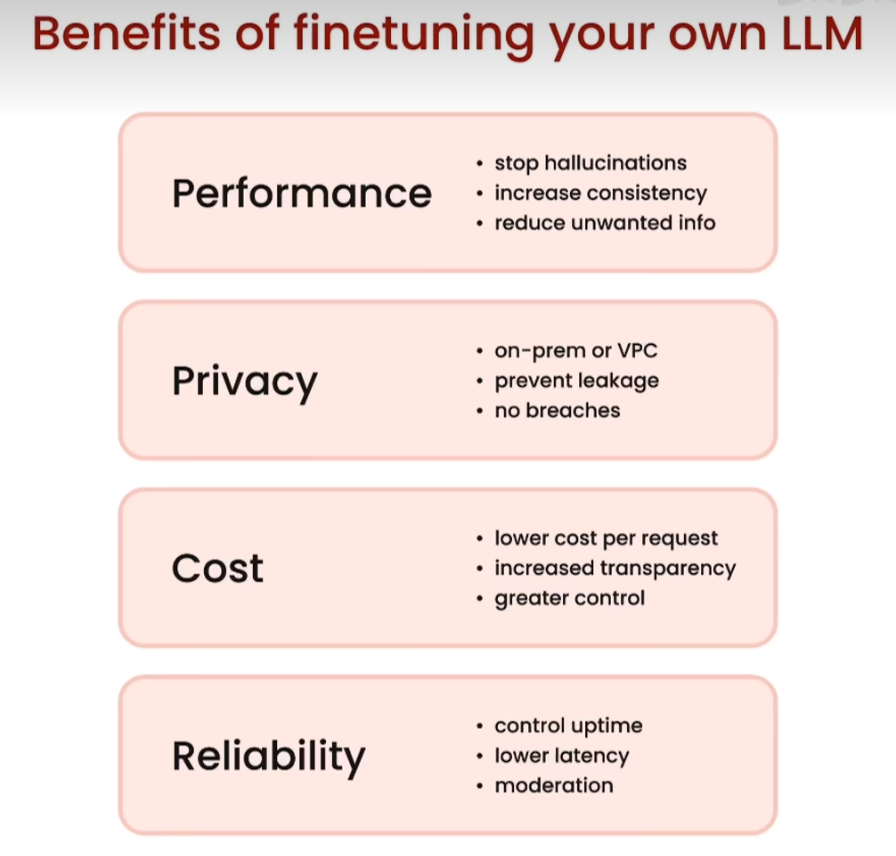 Benefits of finetuning your own LLM
Performance
• stop hallucinations
• increase consistency
• reduce unwanted info
Privacy
• on-prem or VPC
• prevent leakage
• no breaches
Cost
• lower cost per request
• increased transparency
• greater control
Reliability
• control uptime
• lower latency
• moderation